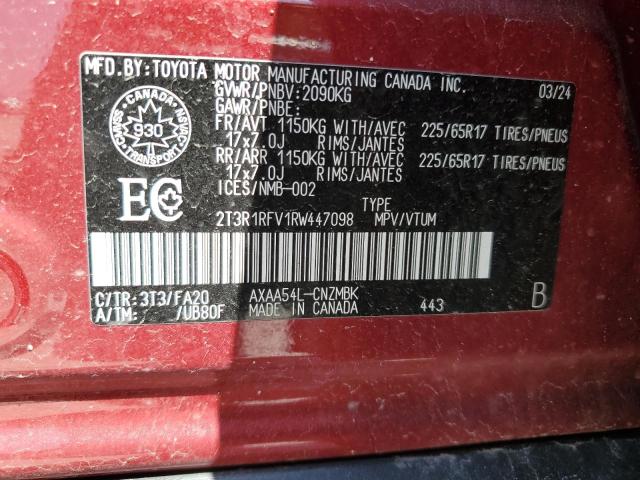 MFD.BY:TOYOTA MOTOR MANUFACTURING CANADA INC. 03/24
GVWR/PNBV:2090KG
GAWR/PNBE:
FR/AVT 1150KG WITH/AVEC 225/65R17 TIRES/PNEUS
17x7.0J RIMS/JANTES
RR/ARR 1150KG WITH/AVEC 225/65R17 TIRES/PNEUS
17x7.0J RIMS/JANTES
ICES/NMB-002
CANADA
930
TRANSPORT
CMVSS
NSVAC
EC
TYPE
2T3R1RFV1RW447098 MPV/VTUM
C/TR:3T3/FA20 AXAA54L-CNZMBK
A/TM: /UB80F MADE IN CANADA 443 B